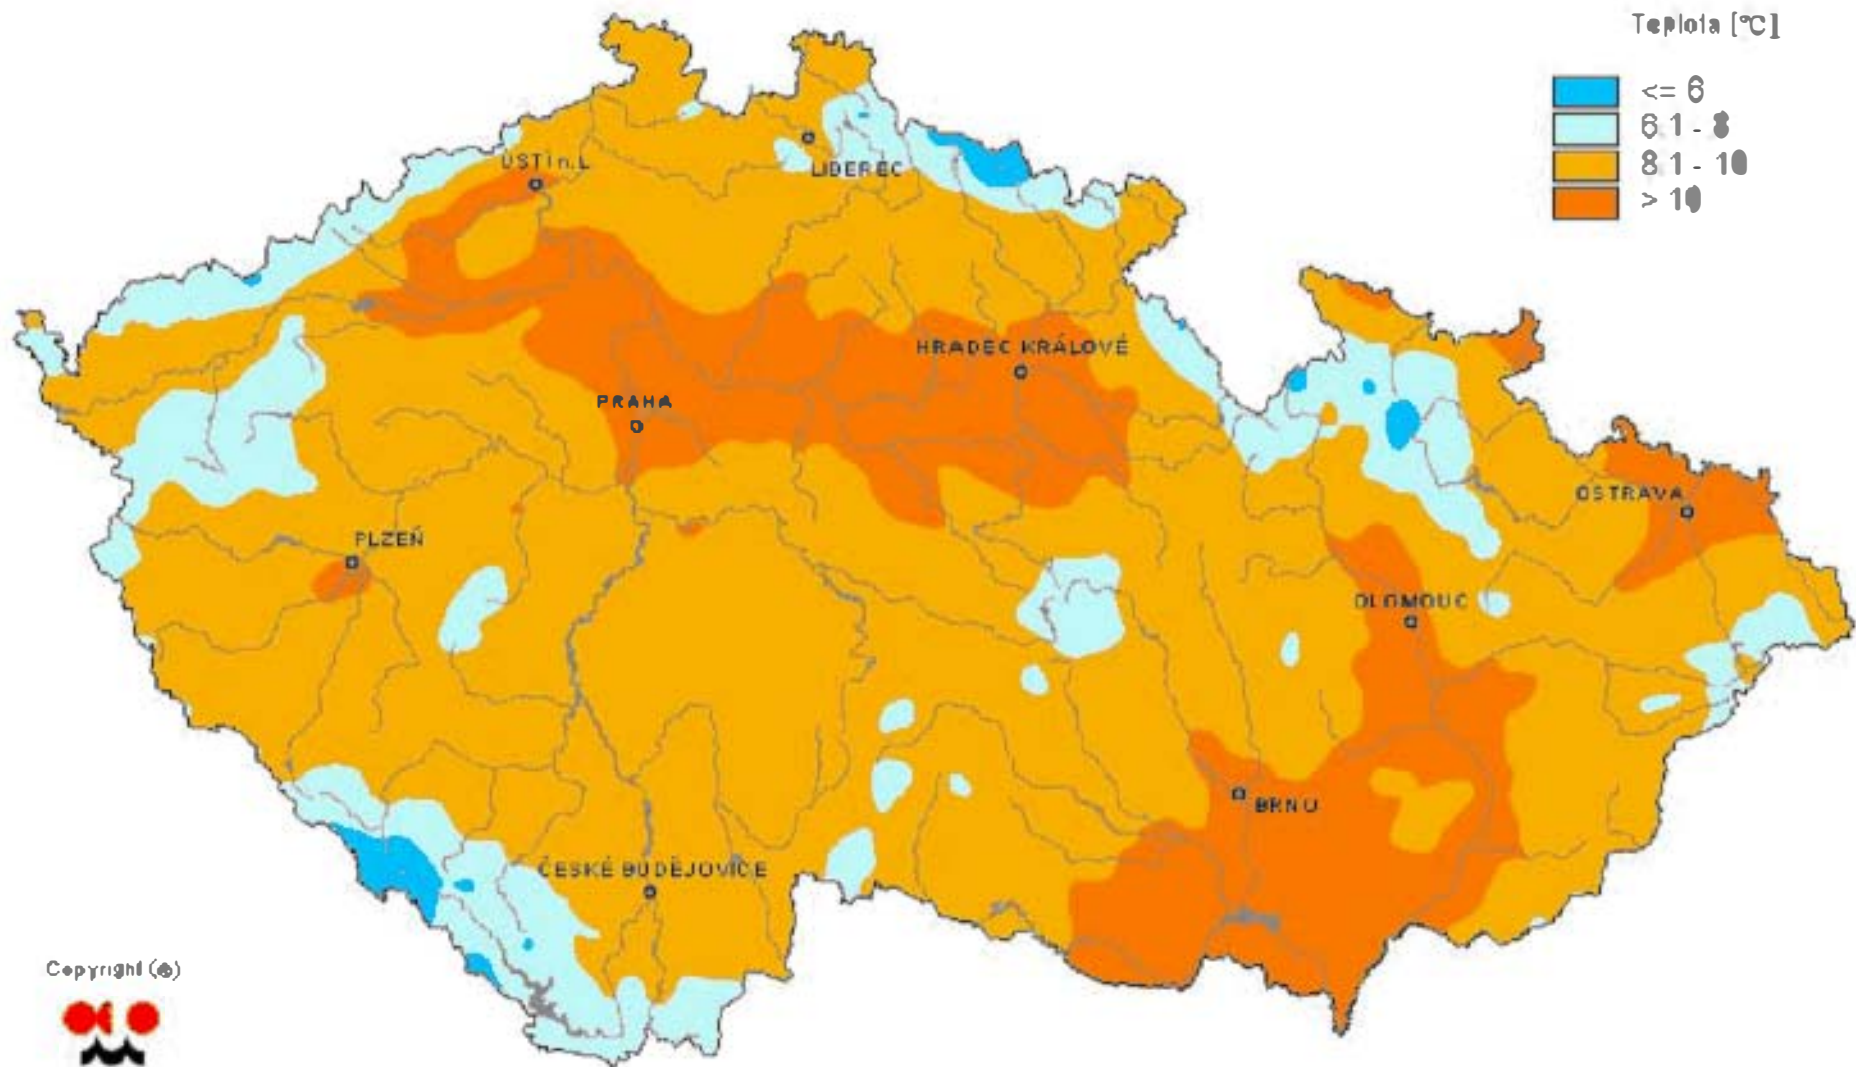 Teplota [°C]
<= 6
6 1 - 8
8 1 - 10
> 10
ÚSTÍ n. L
LIBEREC
HRADEC KRÁLOVÉ
PRAHA
OSTRAVA
PLZEŇ
OLOMOUC
BRNO
ČESKÉ BUDĚJOVICE
Copyright (c)